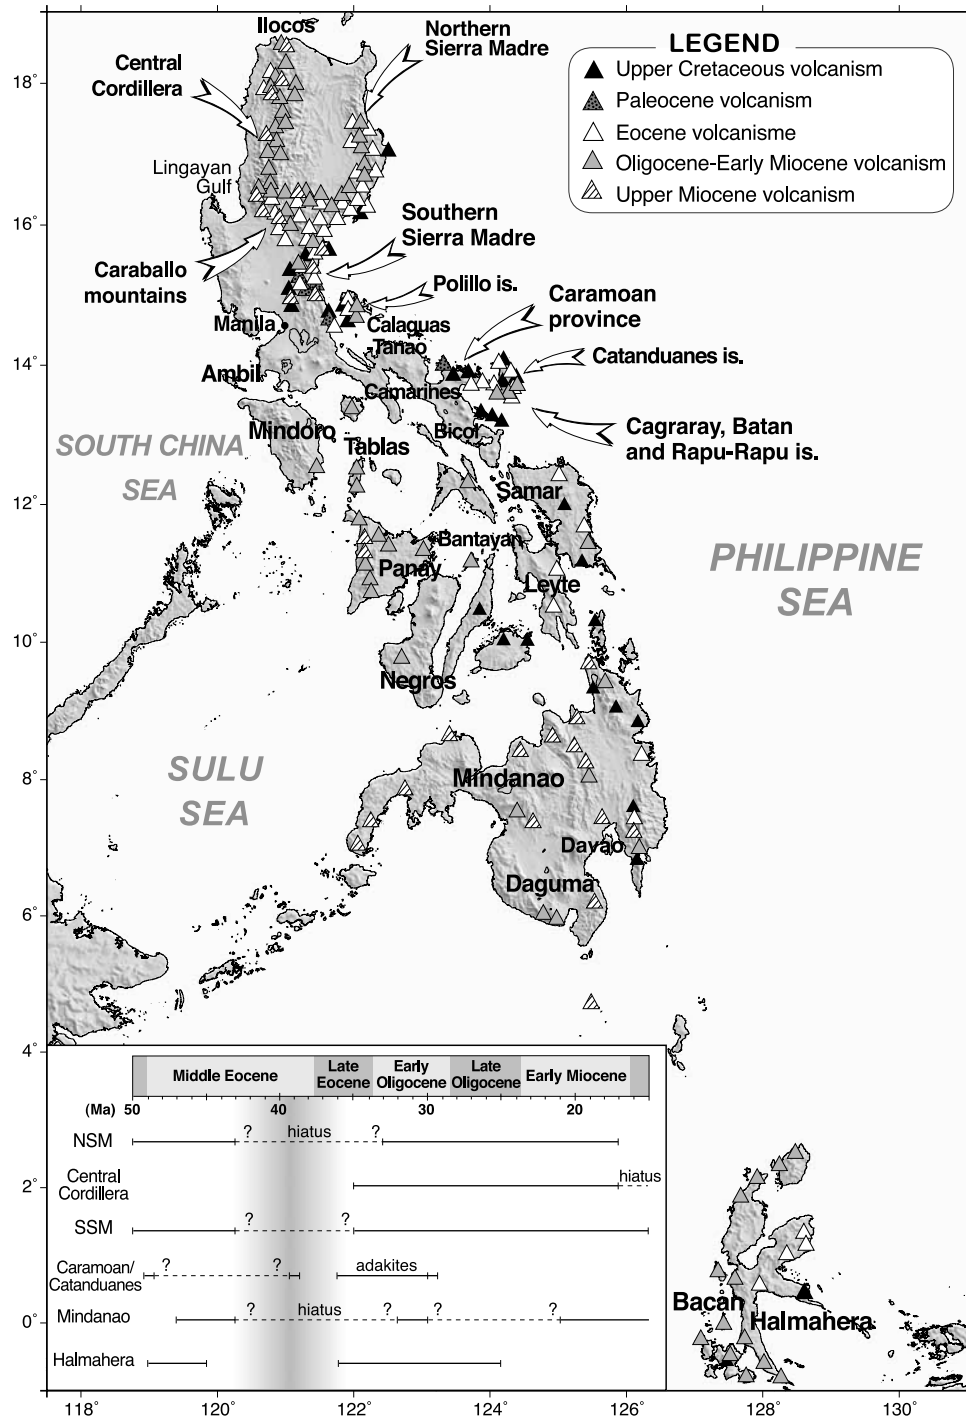 Ilocos
Northern
Sierra Madre
LEGEND
Upper Cretaceous volcanism
Paleocene volcanism
Eocene volcanisme
Oligocene-Early Miocene volcanism
Upper Miocene volcanism
Central
Cordillera
18°
Lingayan
Gulf
16°
Southern
Sierra Madre
Caraballo
mountains
Polillo is.
Caramoan
province
Manila
Calaguas
Tanao
Catanduanes is.
14°
Ambil
Camarines
Mindoro
Bicol
Cagraray, Batan
and Rapu-Rapu is.
Tablas
SOUTH CHINA
SEA
12°
Samar
Bantayan
Panay
Leyte
PHILIPPINE
SEA
10°
Negros
8°
SULU
SEA
Mindanao
Davao
Daguma
6°
4°
Middle Eocene
Late
Eocene
Early
Oligocene
Late
Oligocene
Early Miocene
(Ma)
50
40
30
20
NSM
?
hiatus
?
Central
Cordillera
hiatus
2°
SSM
?
?
Caramoan/
Catanduanes
?
?
adakites
Mindanao
?
hiatus
?
?
?
0°
Halmahera
Bacan
Halmahera
118°
120°
122°
124°
126°
128°
130°